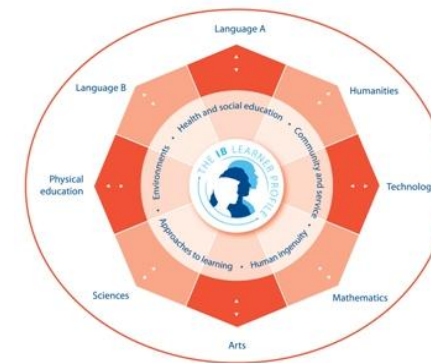 Language A
Language B
Humanities
Health and social education
Environments
Community and service
THE IB LEARNER PROFILE
Physical
education
Technolog
Approaches to learning
Human ingenuity
Sciences
Mathematics
Arts